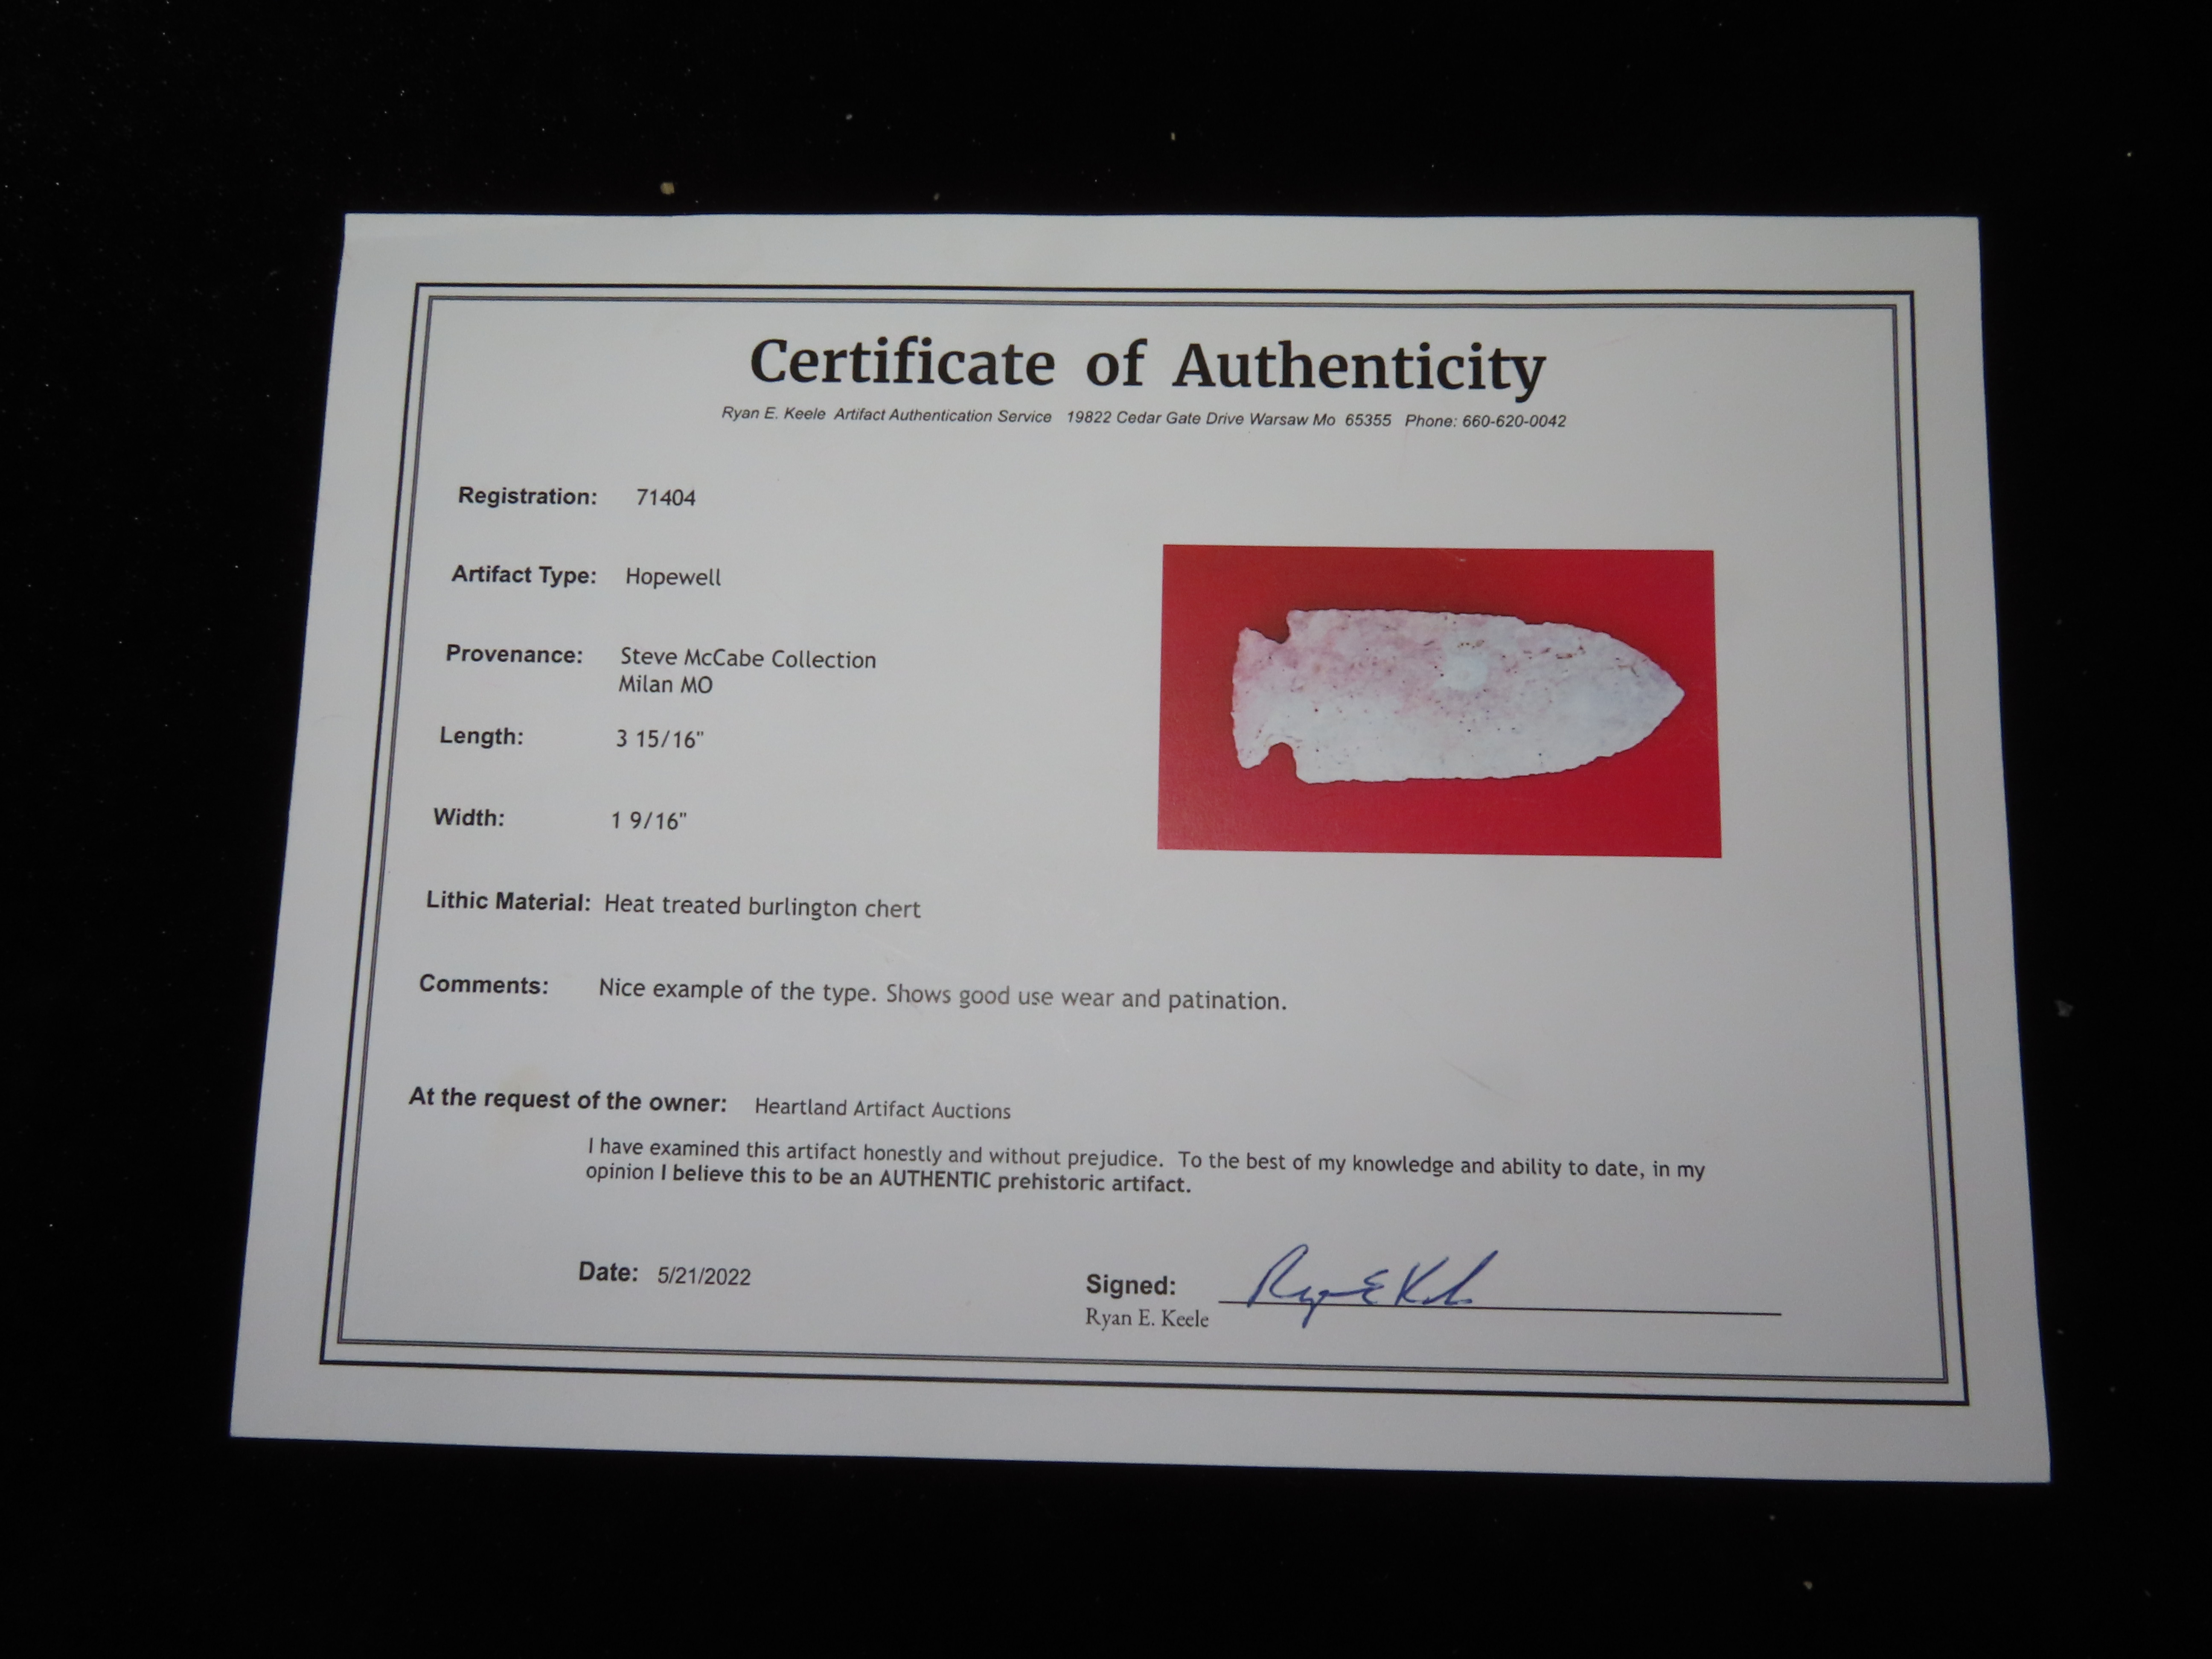 Certificate of Authenticity
Ryan E. Keele Artifact Authentication Service 19822 Cedar Gate Drive Warsaw Mo 65355 Phone: 660-620-0042
Registration: 71404
Artifact Type: Hopewell
Provenance: Steve McCabe Collection
Milan MO
Length: 3 15/16"
Width: 1 9/16"
Lithic Material: Heat treated burlington chert
Comments: Nice example of the type. Shows good use wear and patination.
At the request of the owner: Heartland Artifact Auctions
I have examined this artifact honestly and without prejudice. To the best of my knowledge and ability to date, in my
opinion I believe this to be an AUTHENTIC prehistoric artifact.
Date: 5/21/2022
Signed: Ryan E Keele
Ryan E. Keele